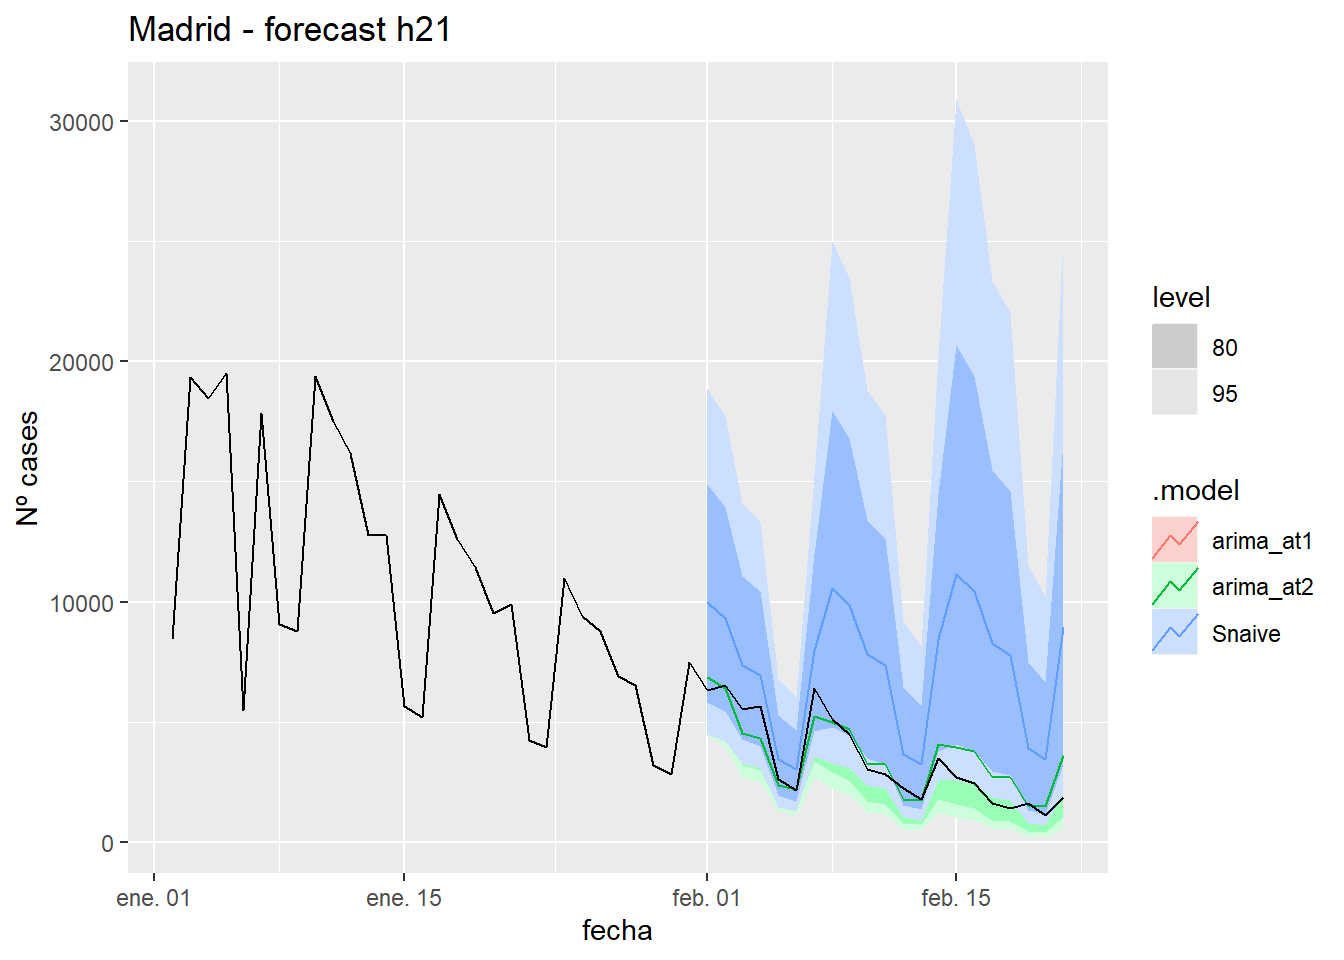 Madrid - forecast h21
30000
20000
10000
0
Nº cases
ene. 01
ene. 15
feb. 01
feb. 15
fecha
level
80
95
.model
arima_at1
arima_at2
Snaive